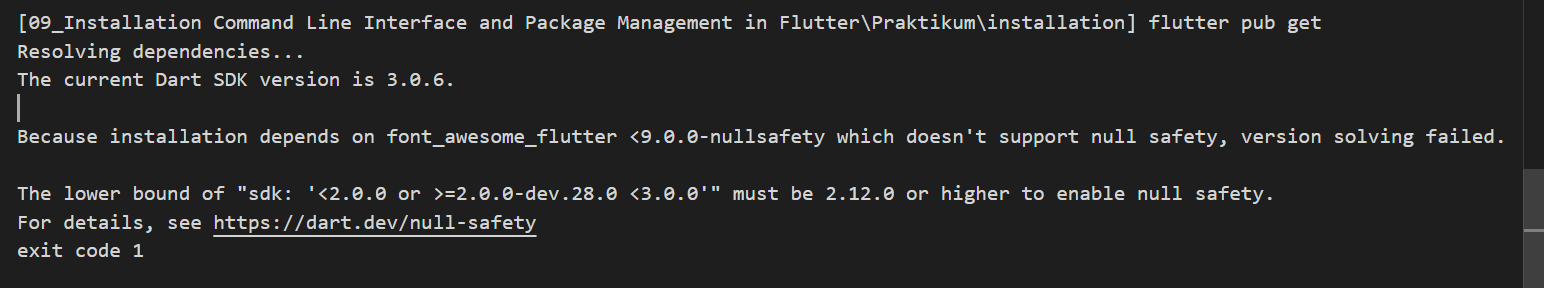 [09_Installation Command Line Interface and Package Management in Flutter\Praktikum\installation] flutter pub get
Resolving dependencies...
The current Dart SDK version is 3.0.6.
Because installation depends on font_awesome_flutter <9.0.0-nullsafety which doesn't support null safety, version solving failed.
The lower bound of "sdk: '<2.0.0 or >=2.0.0-dev.28.0 <3.0.0'" must be 2.12.0 or higher to enable null safety.
For details, see https://dart.dev/null-safety
exit code 1